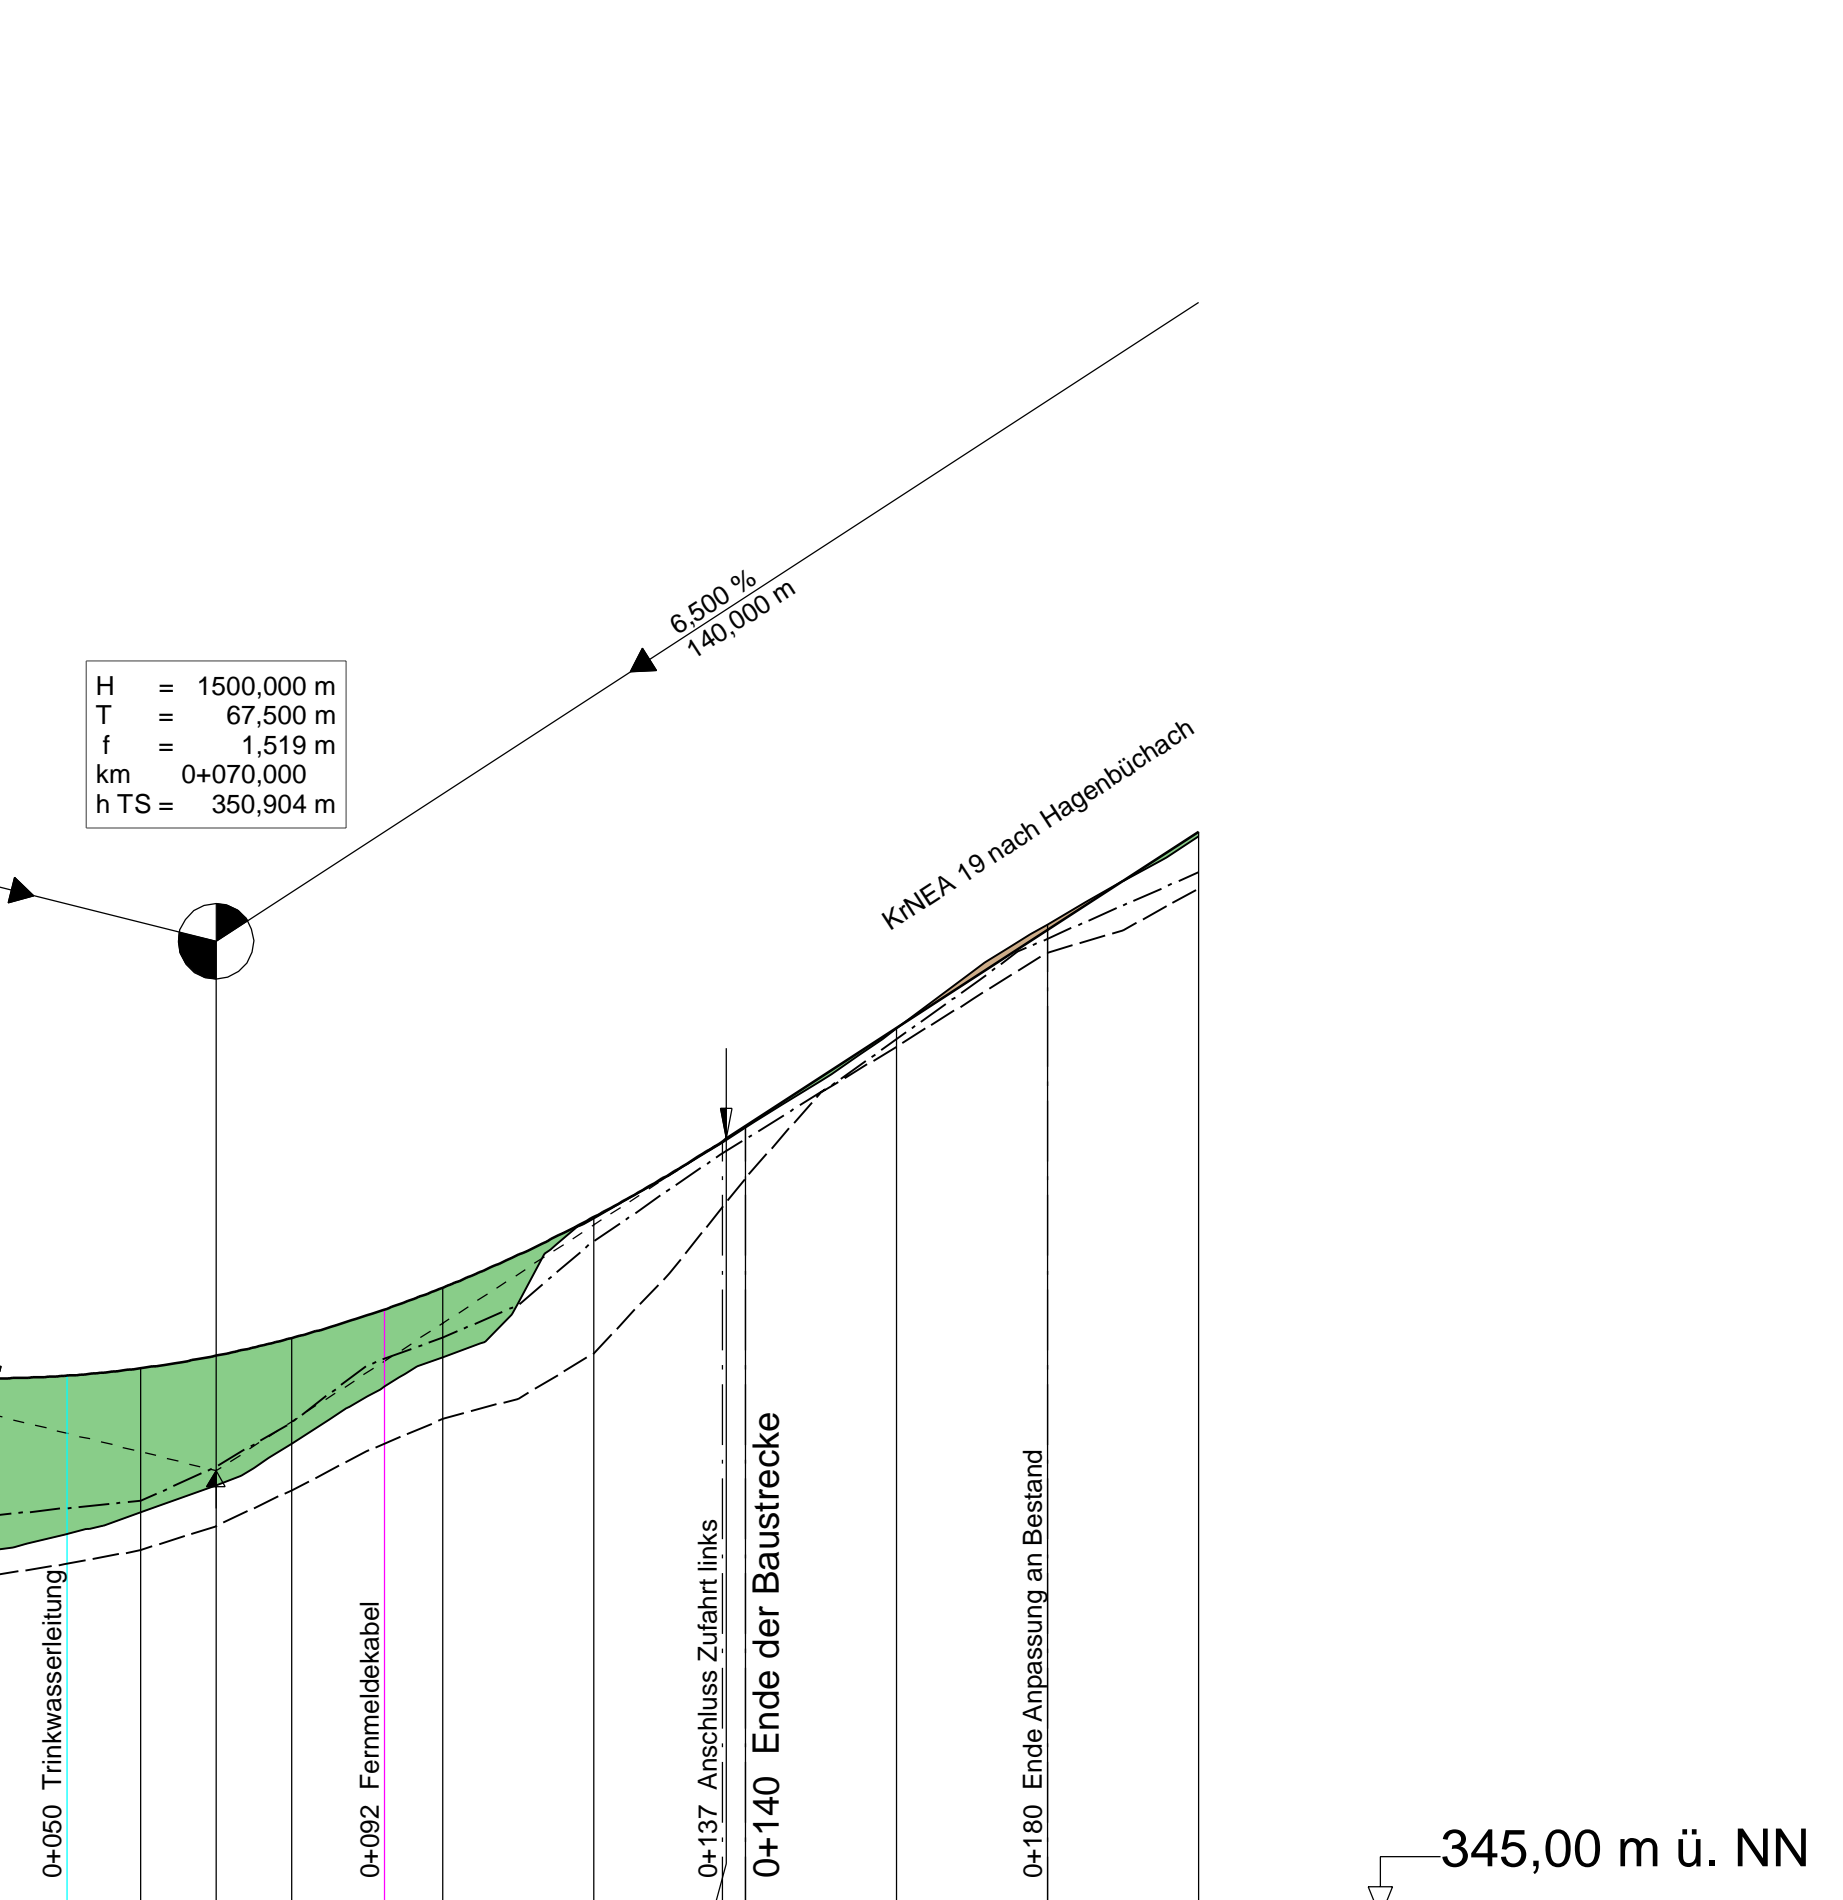 6,500 %
140,000 m
H = 1500,000 m
T = 67,500 m
f = 1,519 m
km 0+070,000
h TS = 350,904 m
KrNEA 19 nach Hagenbüchach
0+050 Trinkwasserleitung
0+092 Fernmeldekabel
0+137 Anschluss Zufahrt links
0+140 Ende der Baustrecke
0+180 Ende Anpassung an Bestand
345,00 m ü. NN